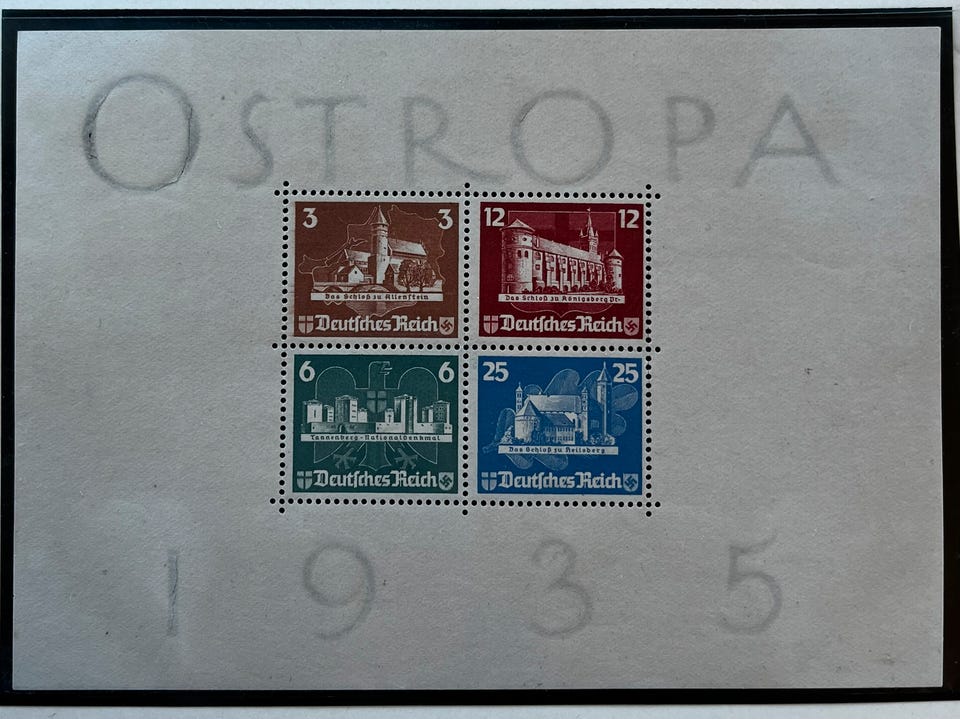 OSTROPA
3 3
Das Schloß zu Allenstein
Deutsches Reich
12 12
Das Schloß zu Königsberg Pr.
Deutsches Reich
6 6
Tannenberg-Nationaldenkmal
Deutsches Reich
25 25
Das Schloß zu Heilsberg
Deutsches Reich
1935